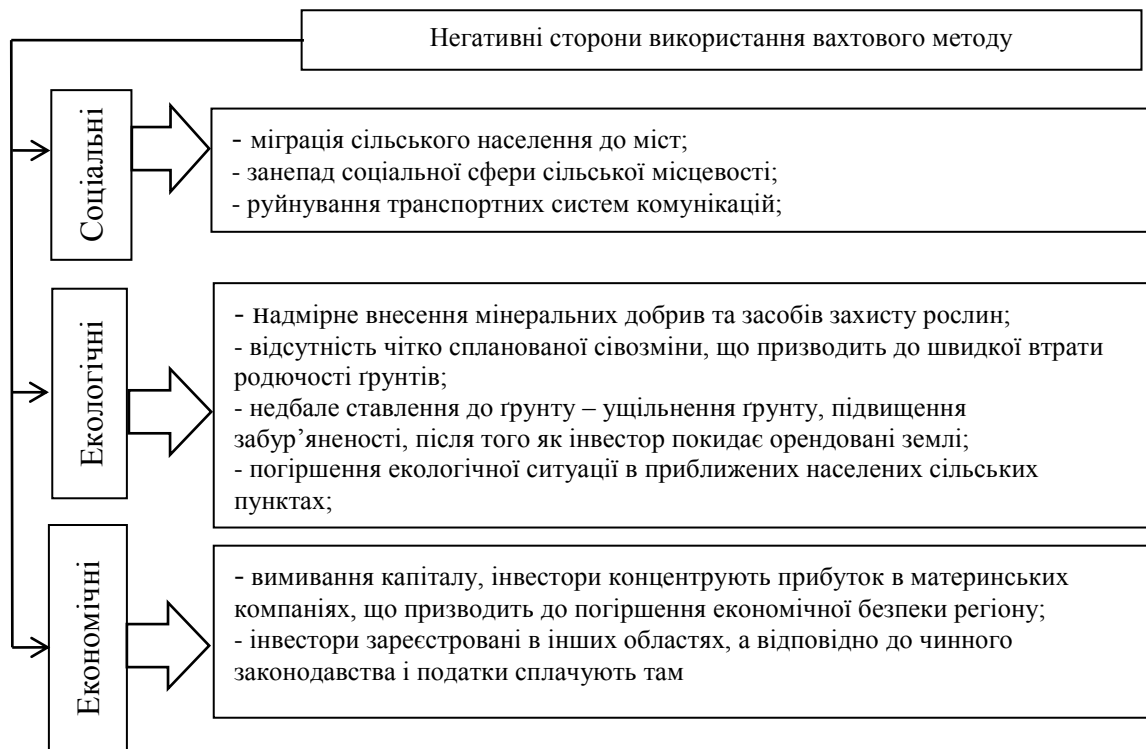 Негативні сторони використання вахтового методу
Соціальні
- міграція сільського населення до міст;
- занепад соціальної сфери сільської місцевості;
- руйнування транспортних систем комунікацій;
Екологічні
- надмірне внесення мінеральних добрив та засобів захисту рослин;
- відсутність чітко спланованої сівозміни, що призводить до швидкої втрати
родючості ґрунтів;
- недбале ставлення до ґрунту – ущільнення ґрунту, підвищення
забур’яненості, після того як інвестор покидає орендовані землі;
- погіршення екологічної ситуації в приближених населених сільських
пунктах;
Економічні
- вимивання капіталу, інвестори концентрують прибуток в материнських
компаніях, що призводить до погіршення економічної безпеки регіону;
- інвестори зареєстровані в інших областях, а відповідно до чинного
законодавства і податки сплачують там